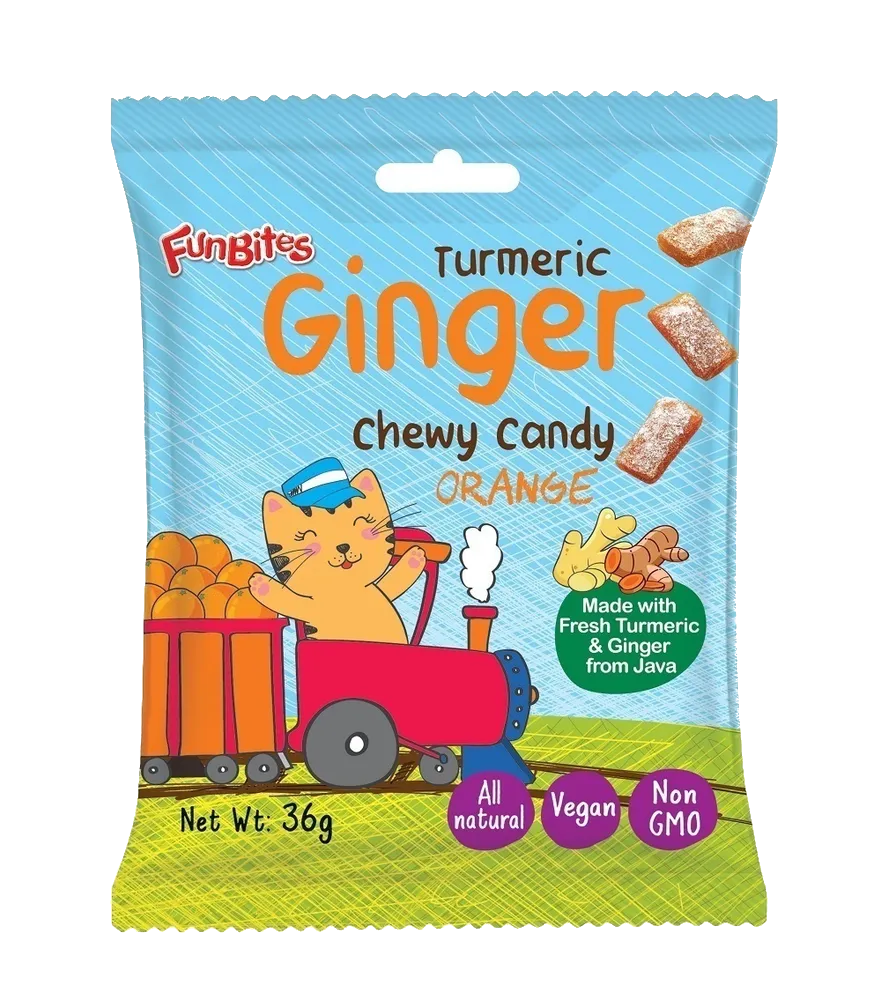 FunBites
Turmeric
Ginger
Chewy Candy
ORANGE
Made with
Fresh Turmeric
& Ginger
from Java
All
natural
Vegan
Non
GMO
Net Wt: 36g